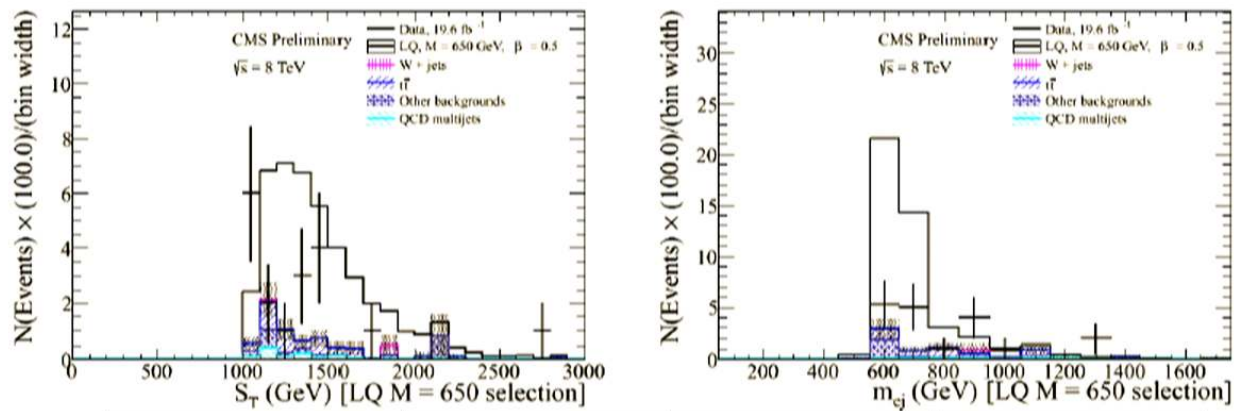 N(Events) × (100.0)/(bin width)
12
10
8
6
4
2
0
CMS Preliminary
√s = 8 TeV
Data, 19.6 fb⁻¹
LQ, M = 650 GeV, β = 0.5
W + jets
tt̄
Other backgrounds
QCD multijets
0 500 1000 1500 2000 2500 3000
S_T (GeV) [LQ M = 650 selection]
N(Events) × (100.0)/(bin width)
30
25
20
15
10
5
0
CMS Preliminary
√s = 8 TeV
Data, 19.6 fb⁻¹
LQ, M = 650 GeV, β = 0.5
W + jets
tt̄
Other backgrounds
QCD multijets
200 400 600 800 1000 1200 1400 1600
m_ej (GeV) [LQ M = 650 selection]